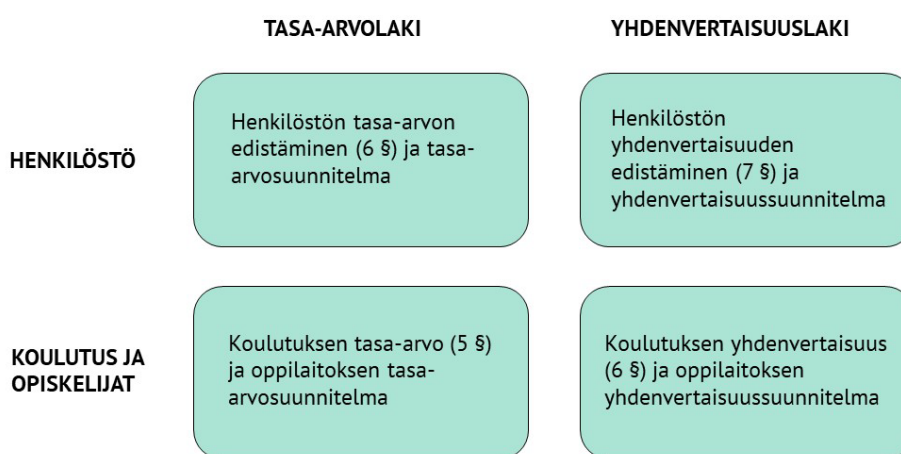 TASA-ARVOLAKI
YHDENVERTAISUUSLAKI
HENKILÖSTÖ
Henkilöstön tasa-arvon
edistäminen (6 §) ja tasa-
arvosuunnitelma
Henkilöstön
yhdenvertaisuuden
edistäminen (7 §) ja
yhdenvertaisuussuunnitelma
KOULUTUS JA
OPISKELIJAT
Koulutuksen tasa-arvo (5 §)
ja oppilaitoksen tasa-
arvosuunnitelma
Koulutuksen yhdenvertaisuus
(6 §) ja oppilaitoksen
yhdenvertaisuussuunnitelma